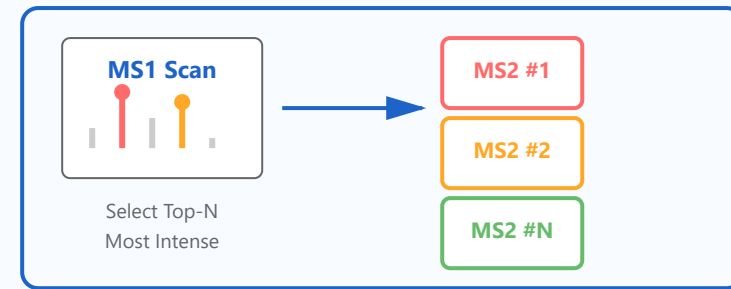 MS1 Scan
Select Top-N
Most Intense
MS2 #1
MS2 #2
MS2 #N